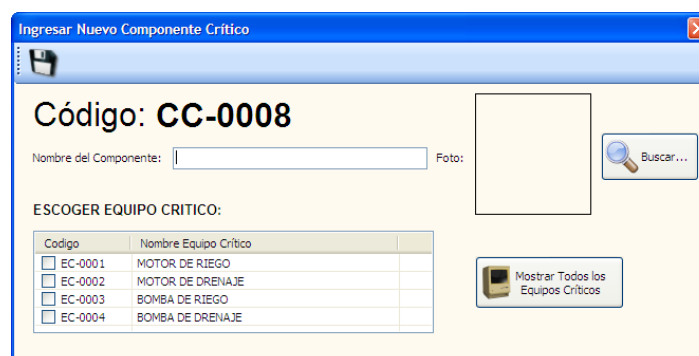 Ingresar Nuevo Componente Crítico
Código: CC-0008
Nombre del Componente:
Foto:
Buscar...
ESCOGER EQUIPO CRITICO:
Codigo Nombre Equipo Crítico
EC-0001 MOTOR DE RIEGO
EC-0002 MOTOR DE DRENAJE
EC-0003 BOMBA DE RIEGO
EC-0004 BOMBA DE DRENAJE
Mostrar Todos los
Equipos Críticos